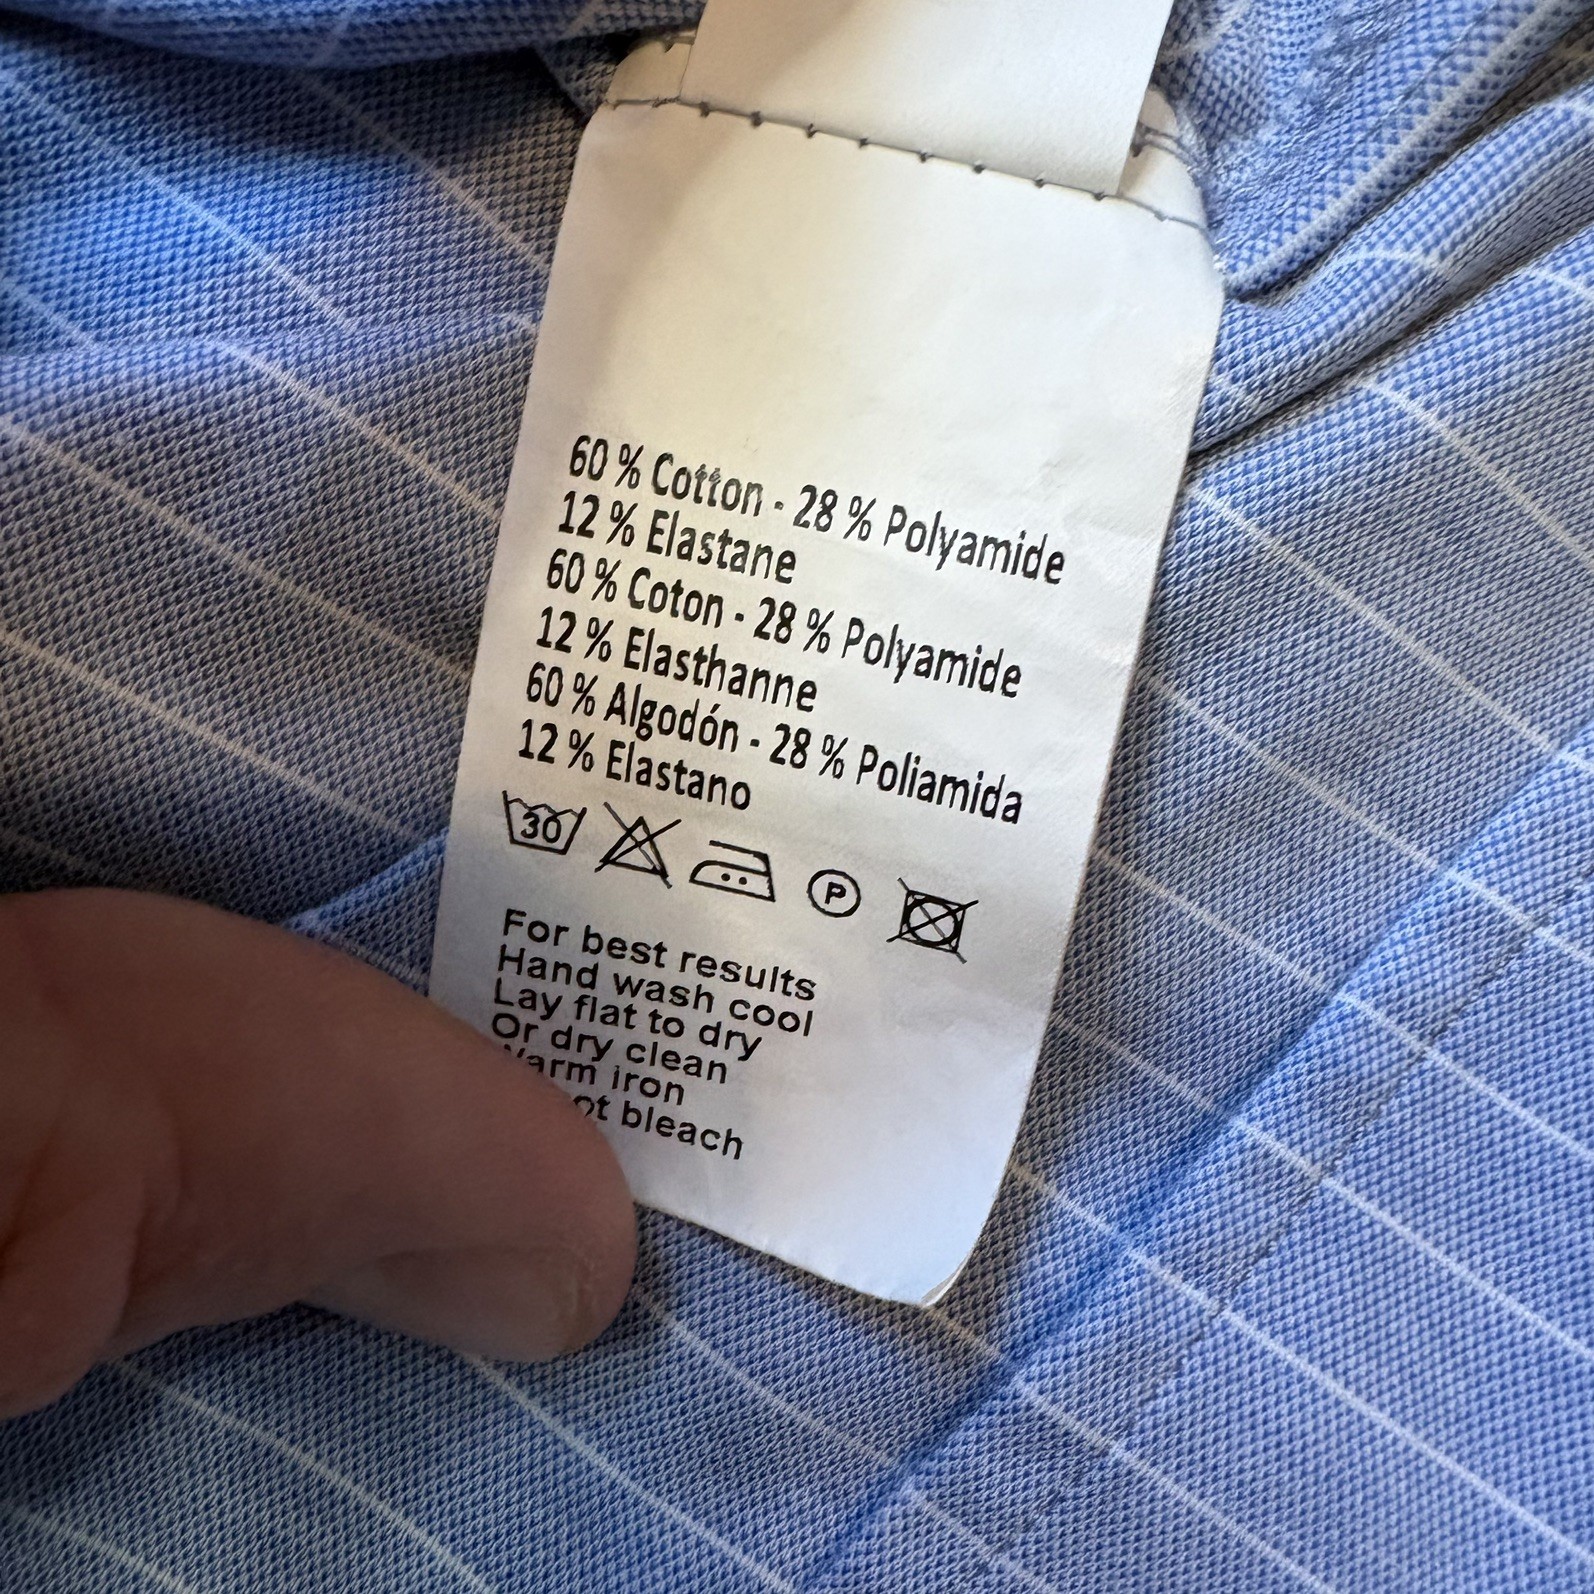 60 % Cotton - 28 % Polyamide
12 % Elastane
60 % Coton - 28 % Polyamide
12 % Elasthanne
60 % Algodón - 28 % Poliamida
12 % Elastano
30 P
For best results
Hand wash cool
Lay flat to dry
Or dry clean
Warm iron
bleach